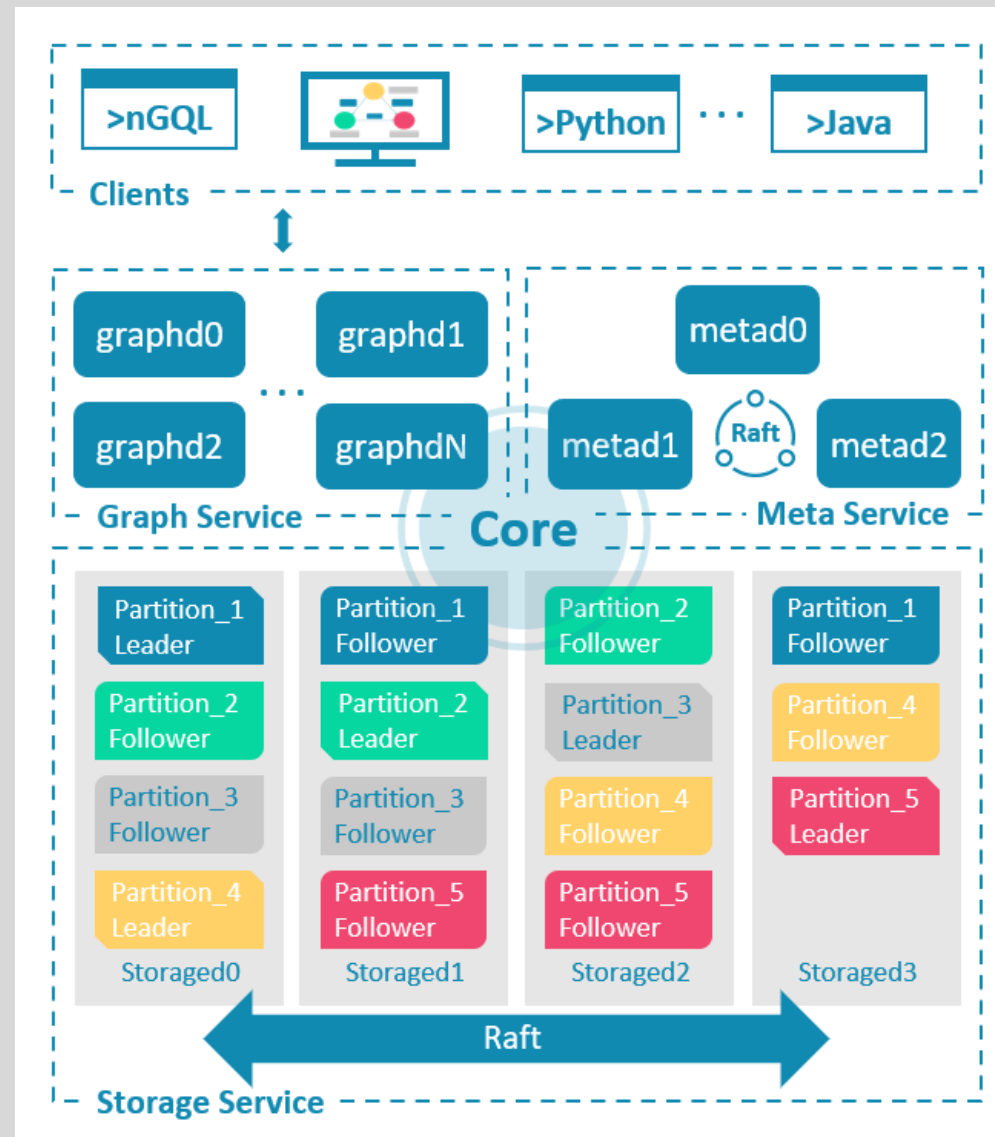 >nGQL
>Python
...
>Java
Clients
graphd0
graphd1
...
graphd2
graphdN
Graph Service
metad0
metad1
Raft
metad2
Meta Service
Core
Partition_1
Leader
Partition_2
Follower
Partition_3
Follower
Partition_4
Leader
Storaged0
Partition_1
Follower
Partition_2
Leader
Partition_3
Follower
Partition_5
Follower
Storaged1
Partition_2
Follower
Partition_3
Leader
Partition_4
Follower
Partition_5
Follower
Storaged2
Partition_1
Follower
Partition_4
Follower
Partition_5
Leader
Storaged3
Raft
Storage Service